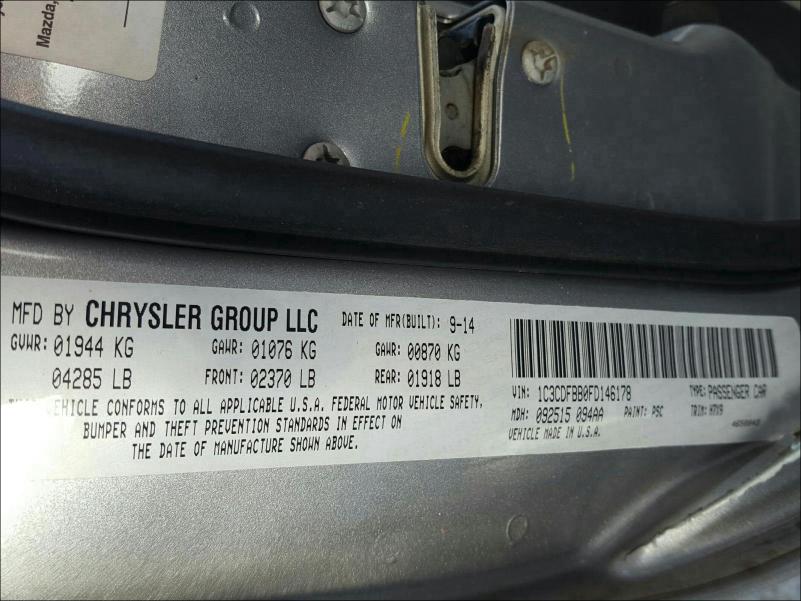 Mazda,
MFD BY CHRYSLER GROUP LLC DATE OF MFR(BUILT): 9-14
GVWR: 01944 KG GAWR: 01076 KG GAWR: 00870 KG
04285 LB FRONT: 02370 LB REAR: 01918 LB
VEHICLE CONFORMS TO ALL APPLICABLE U.S.A. FEDERAL MOTOR VEHICLE SAFETY,
BUMPER AND THEFT PREVENTION STANDARDS IN EFFECT ON
THE DATE OF MANUFACTURE SHOWN ABOVE.
VIN: 1C3CDFBB0FD146178 TYPE: PASSENGER CAR
MDH: 092515 094AA PAINT: PSC TRIM: H7X9
VEHICLE MADE IN U.S.A.